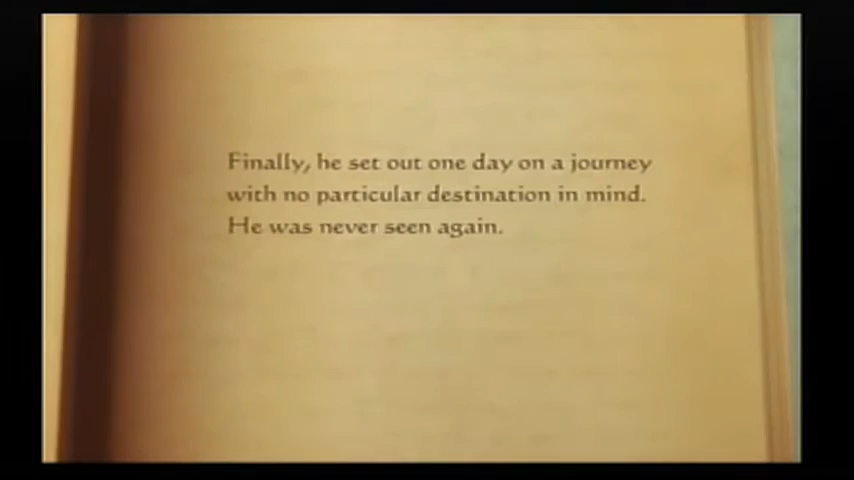 Finally, he set out one day on a journey
with no particular destination in mind.
He was never seen again.